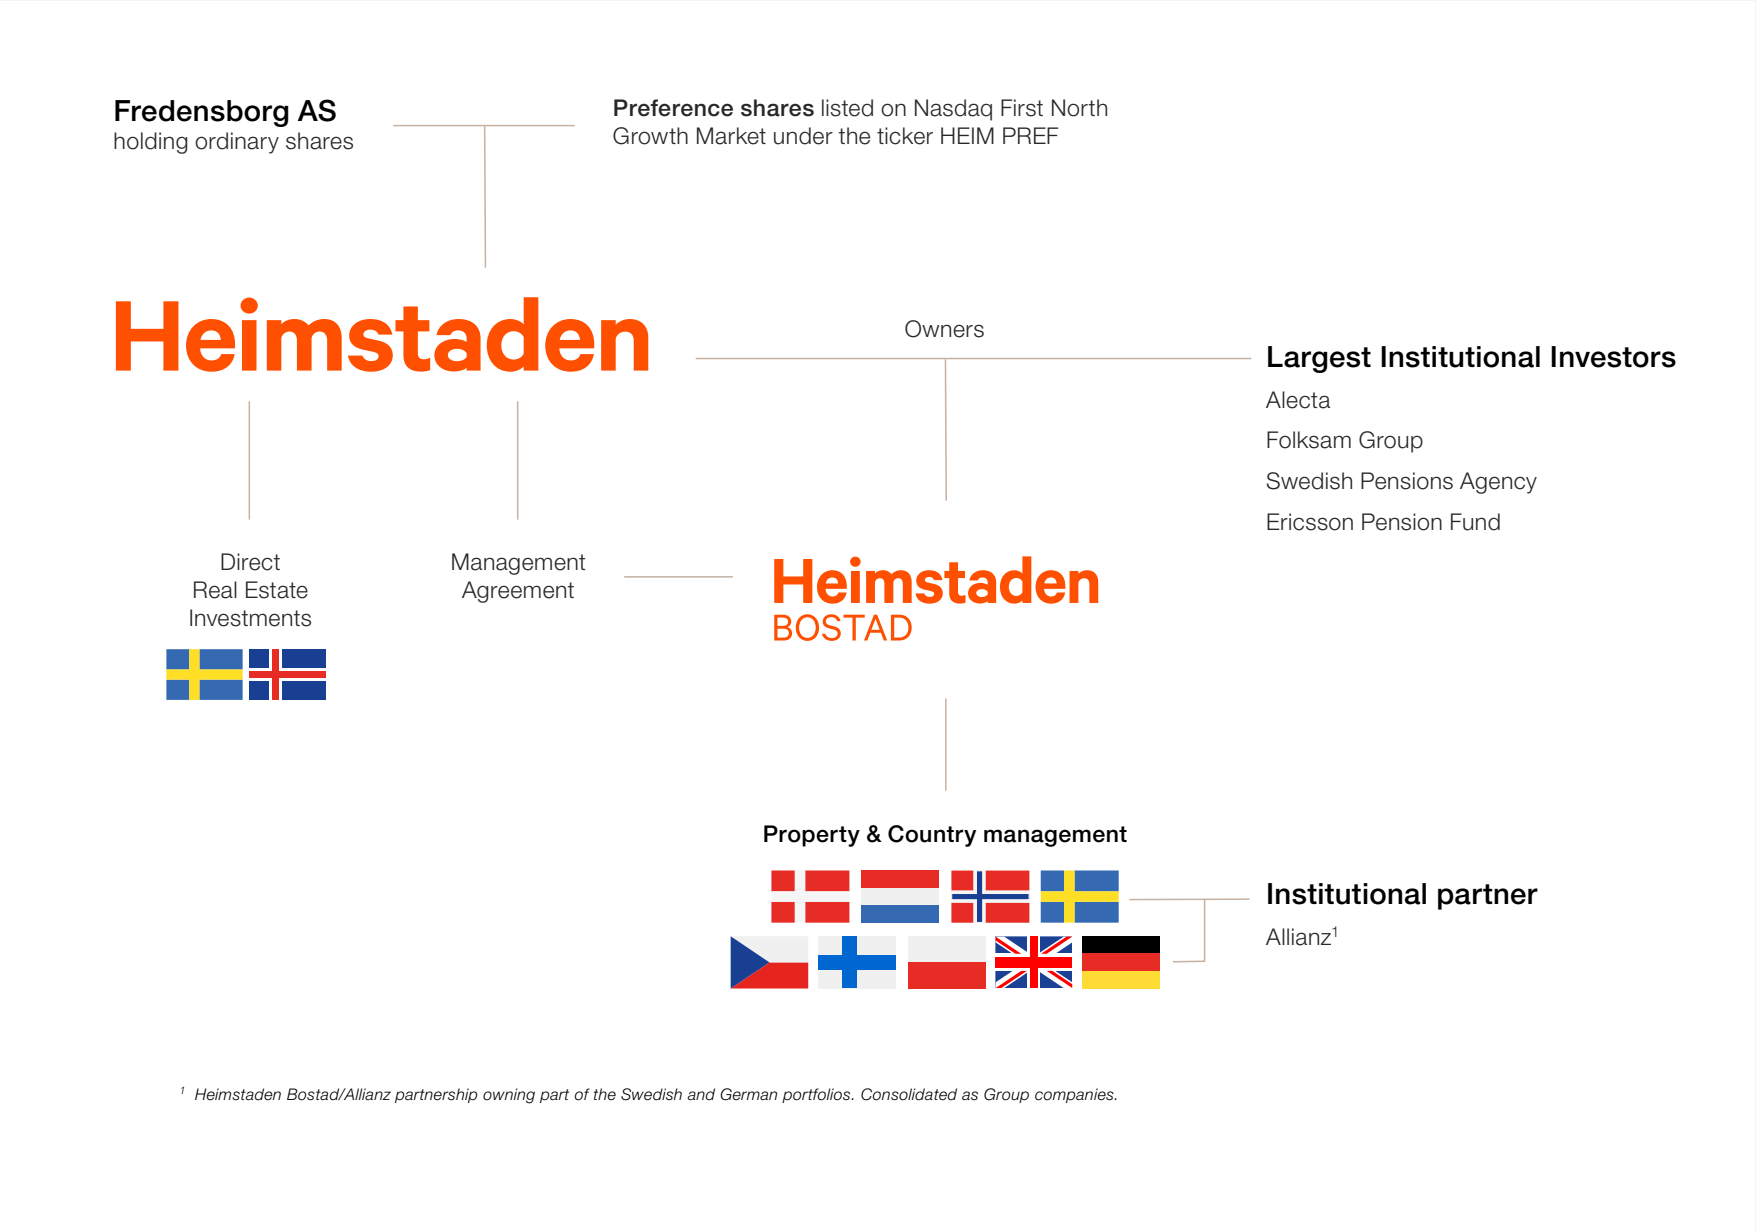 Fredensborg AS
holding ordinary shares
Preference shares listed on Nasdaq First North
Growth Market under the ticker HEIM PREF
Heimstaden
Owners
Largest Institutional Investors
Alecta
Folksam Group
Swedish Pensions Agency
Ericsson Pension Fund
Direct
Real Estate
Investments
Management
Agreement
Heimstaden
BOSTAD
Property & Country management
Institutional partner
Allianz¹
¹ Heimstaden Bostad/Allianz partnership owning part of the Swedish and German portfolios. Consolidated as Group companies.